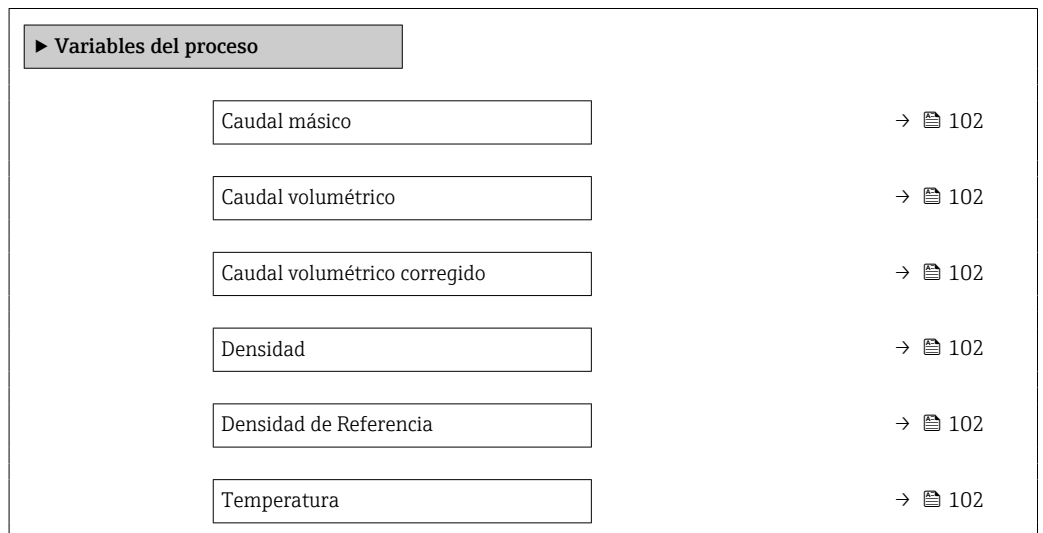 ▶ Variables del proceso
Caudal másico → 102
Caudal volumétrico → 102
Caudal volumétrico corregido → 102
Densidad → 102
Densidad de Referencia → 102
Temperatura → 102